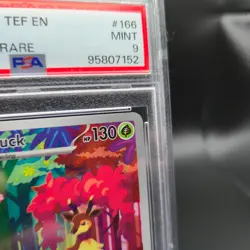 TEF EN #166
RARE MINT
PSA 9
95807152
uck HP 130